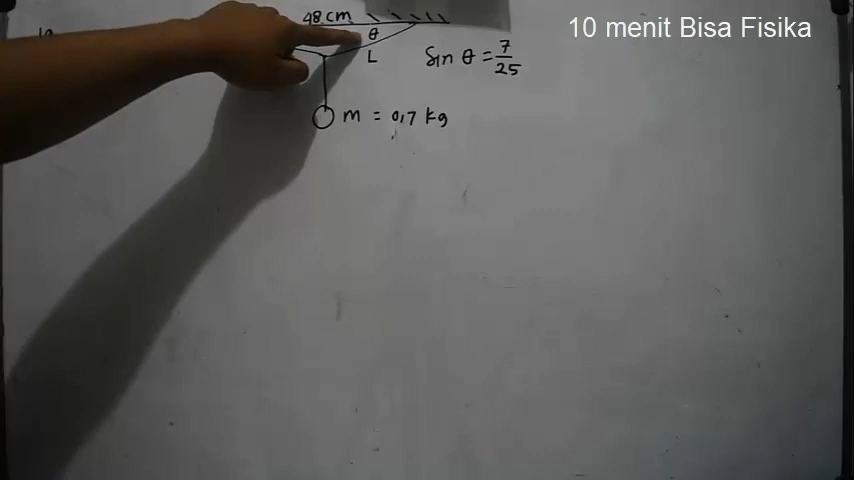 10 menit Bisa Fisika
48 cm
θ
L
Sin θ = 7/25
m = 0,7 kg